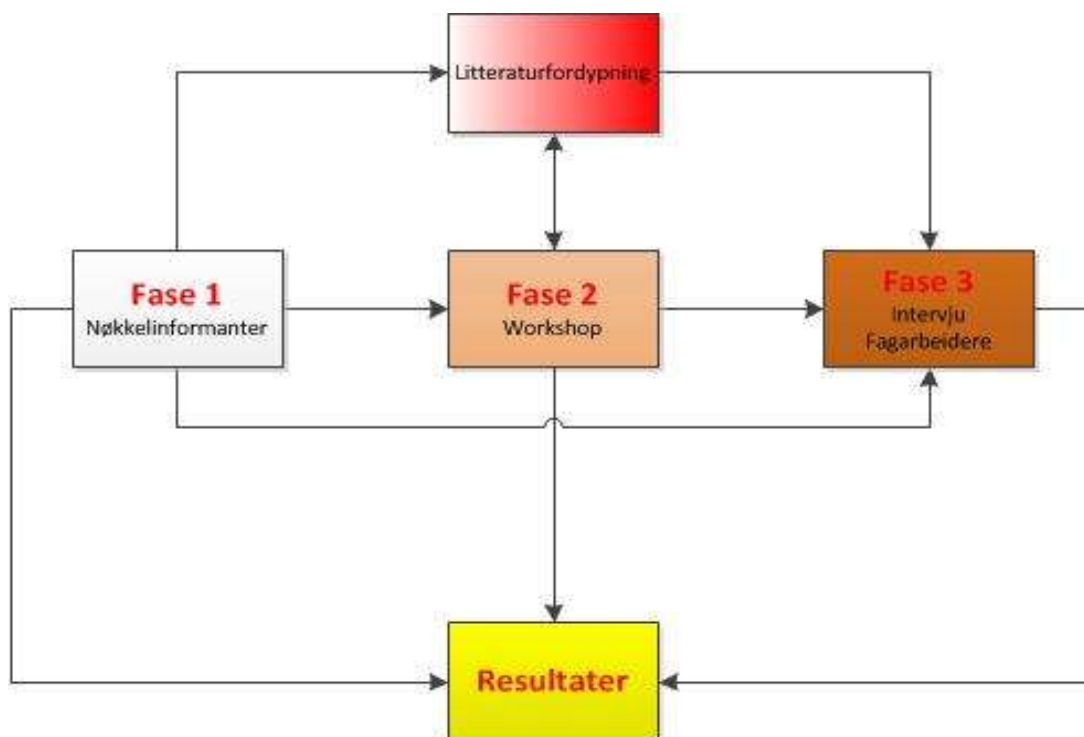 Litteraturfordypning
Fase 1
Nøkkelinformanter
Fase 2
Workshop
Fase 3
Intervju
Fagarbeidere
Resultater